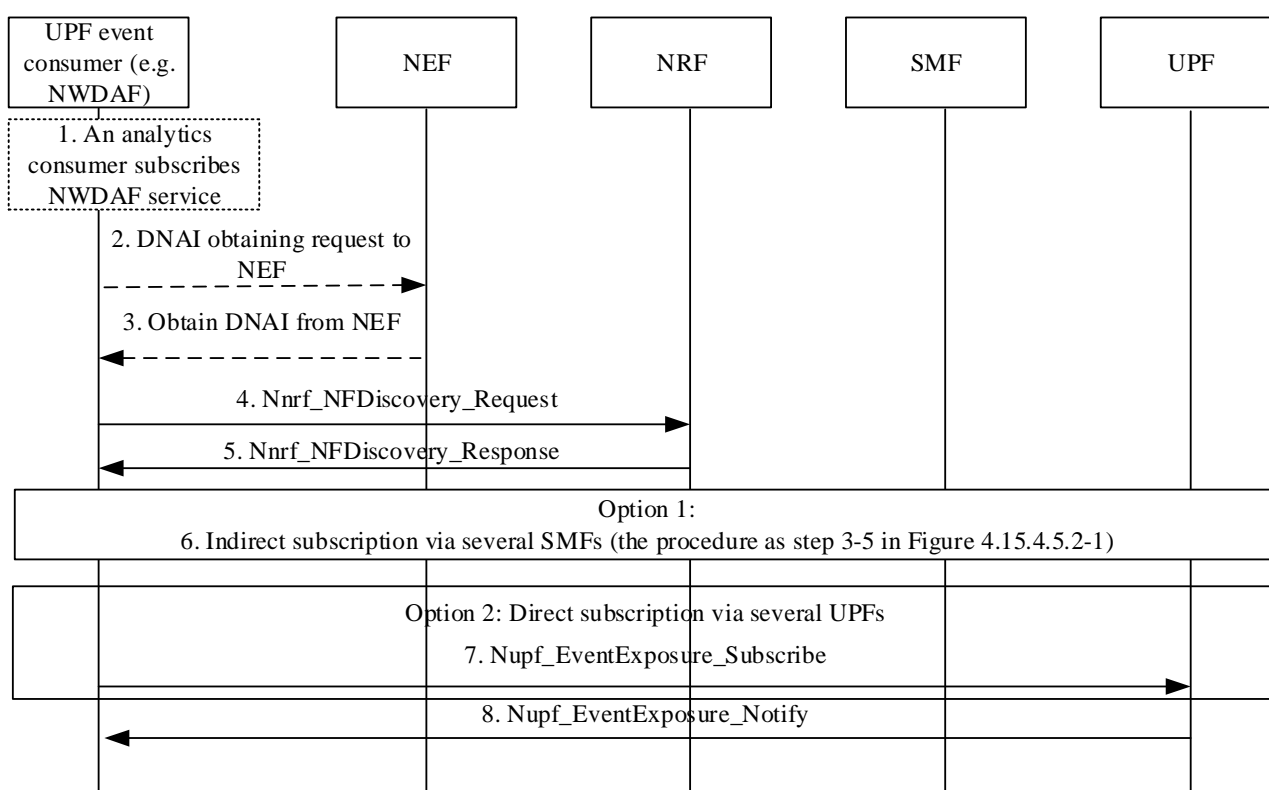 UPF event
consumer (e.g.
NWDAF)
NEF
NRF
SMF
UPF
1. An analytics
consumer subscribes
NWDAF service
2. DNAI obtaining request to
NEF
3. Obtain DNAI from NEF
4. Nnrf_NFDiscovery_Request
5. Nnrf_NFDiscovery_Response
Option 1:
6. Indirect subscription via several SMFs (the procedure as step 3-5 in Figure 4.15.4.5.2-1)
Option 2: Direct subscription via several UPFs
7. Nupf_EventExposure_Subscribe
8. Nupf_EventExposure_Notify